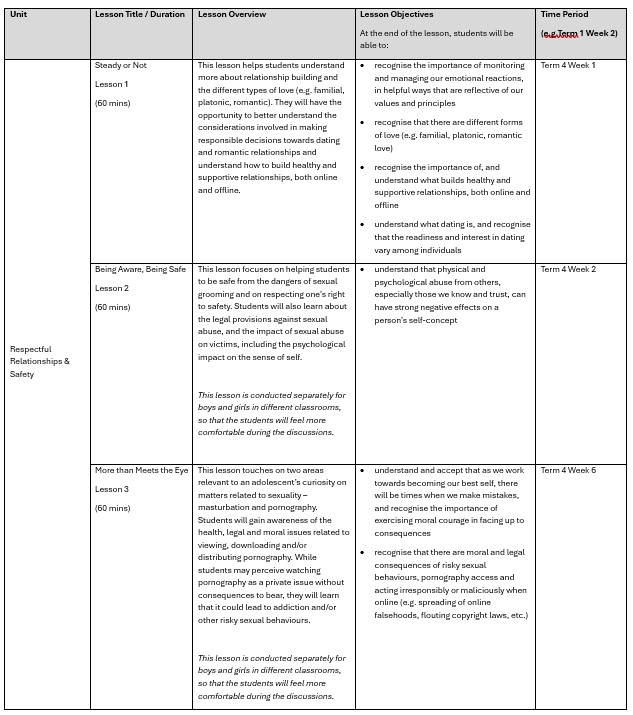 Unit
Lesson Title / Duration
Lesson Overview
Lesson Objectives
At the end of the lesson, students will be
able to:
Time Period
(e.g.Term 1 Week 2)
Respectful
Relationships &
Safety
Steady or Not
Lesson 1
(60 mins)
This lesson helps students understand
more about relationship building and
the different types of love (e.g. familial,
platonic, romantic). They will have the
opportunity to better understand the
considerations involved in making
responsible decisions towards dating
and romantic relationships and
understand how to build healthy and
supportive relationships, both online
and offline.
• recognise the importance of monitoring
and managing our emotional reactions,
in helpful ways that are reflective of our
values and principles
• recognise that there are different forms
of love (e.g. familial, platonic, romantic
love)
• recognise the importance of, and
understand what builds healthy and
supportive relationships, both online and
offline
• understand what dating is, and recognise
that the readiness and interest in dating
vary among individuals
Term 4 Week 1
Being Aware, Being Safe
Lesson 2
(60 mins)
This lesson focuses on helping students
to be safe from the dangers of sexual
grooming and on respecting one's right
to safety. Students will also learn about
the legal provisions against sexual
abuse, and the impact of sexual abuse
on victims, including the psychological
impact on the sense of self.
This lesson is conducted separately for
boys and girls in different classrooms,
so that the students will feel more
comfortable during the discussions.
• understand that physical and
psychological abuse from others,
especially those we know and trust, can
have strong negative effects on a
person's self-concept
Term 4 Week 2
More than Meets the Eye
Lesson 3
(60 mins)
This lesson touches on two areas
relevant to an adolescent's curiosity on
matters related to sexuality –
masturbation and pornography.
Students will gain awareness of the
health, legal and moral issues related to
viewing, downloading and/or
distributing pornography. While
students may perceive watching
pornography as a private issue without
consequences to bear, they will learn
that it could lead to addiction and/or
other risky sexual behaviours.
This lesson is conducted separately for
boys and girls in different classrooms,
so that the students will feel more
comfortable during the discussions.
• understand and accept that as we work
towards becoming our best self, there
will be times when we make mistakes,
and recognise the importance of
exercising moral courage in facing up to
consequences
• recognise that there are moral and legal
consequences of risky sexual
behaviours, pornography access and
acting irresponsibly or maliciously when
online (e.g. spreading of online
falsehoods, flouting copyright laws, etc.)
Term 4 Week 6